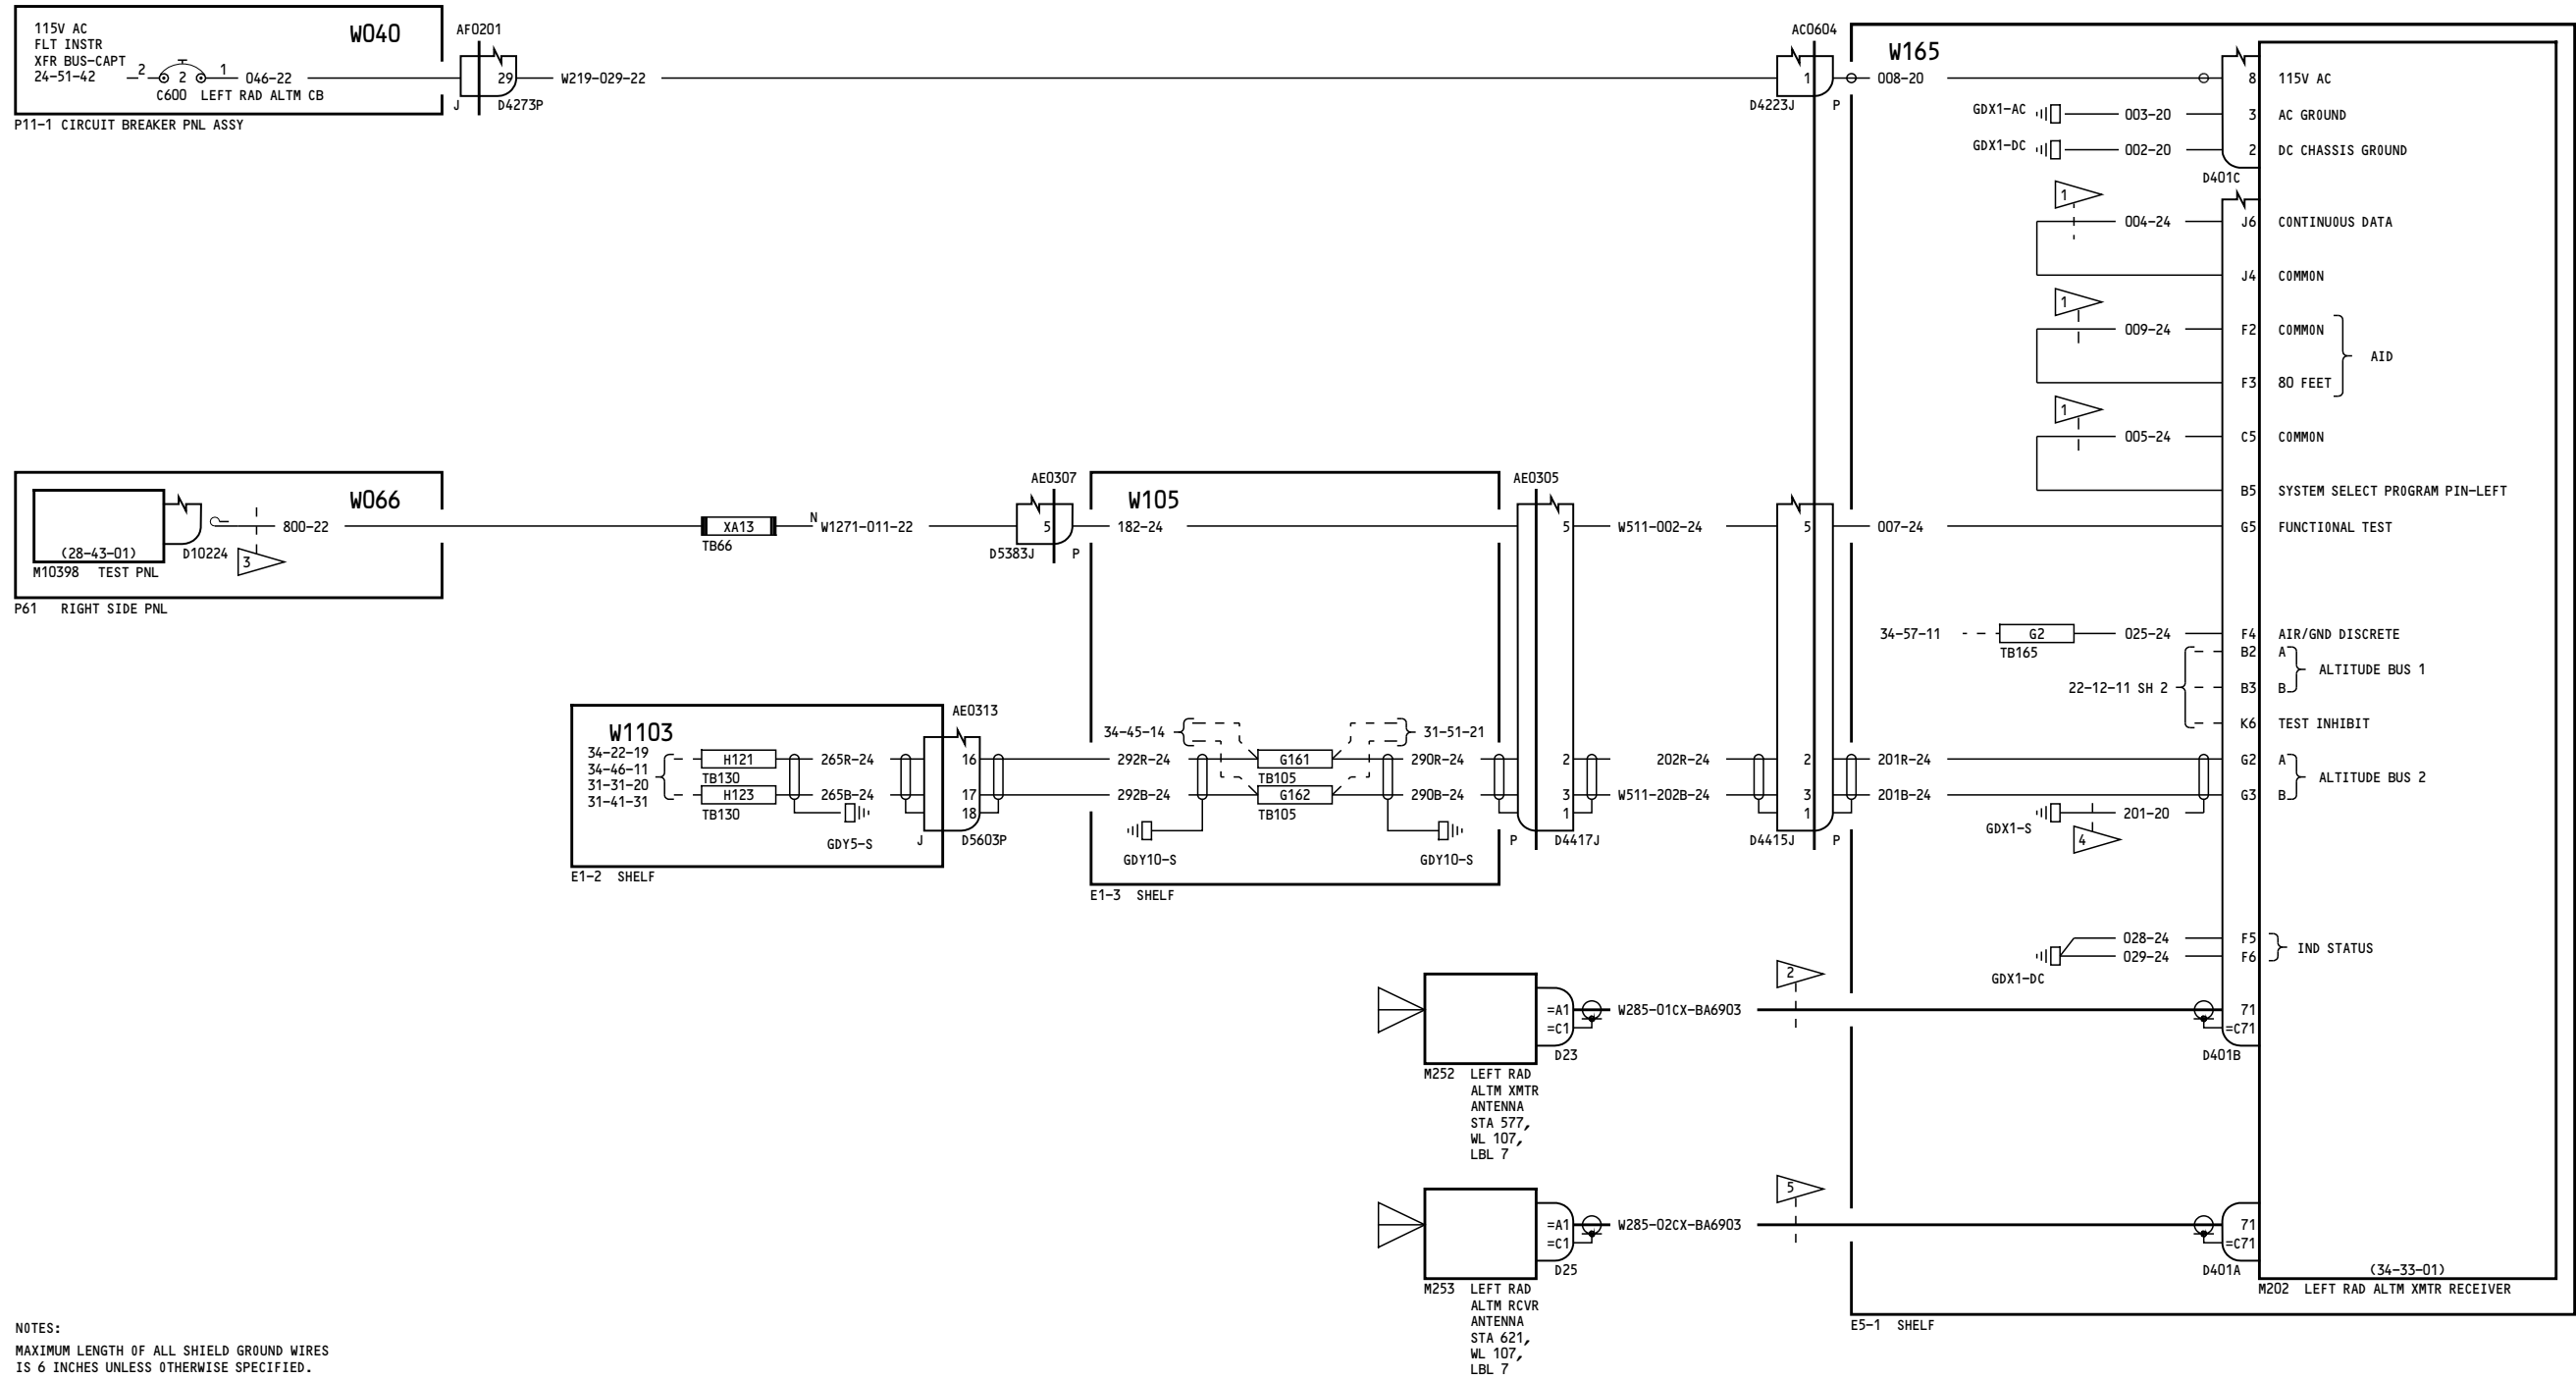 115V AC
FLT INSTR
XFR BUS-CAPT
24-51-42
2
2
1
046-22
C600 LEFT RAD ALTM CB
W040
P11-1 CIRCUIT BREAKER PNL ASSY
AF0201
29
J
D4273P
W219-029-22
AC0604
1
D4223J
P
W165
008-20
8
115V AC
GDX1-AC
003-20
3
AC GROUND
GDX1-DC
002-20
2
DC CHASSIS GROUND
D401C
1
004-24
J6
CONTINUOUS DATA
J4
COMMON
1
009-24
F2
COMMON
AID
F3
80 FEET
1
005-24
C5
COMMON
B5
SYSTEM SELECT PROGRAM PIN-LEFT
W066
(28-43-01)
M10398 TEST PNL
D10224
800-22
3
P61 RIGHT SIDE PNL
XA13
TB66
N
W1271-011-22
AE0307
5
D5383J
P
W105
182-24
AE0305
5
W511-002-24
5
007-24
G5
FUNCTIONAL TEST
34-57-11
G2
TB165
025-24
F4
AIR/GND DISCRETE
22-12-11 SH 2
B2
A
ALTITUDE BUS 1
B3
B
K6
TEST INHIBIT
W1103
34-22-19
34-46-11
31-31-20
31-41-31
H121
TB130
H123
TB130
265R-24
265B-24
GDY5-S
AE0313
16
17
18
J
D5603P
E1-2 SHELF
34-45-14
31-51-21
292R-24
G161
TB105
290R-24
292B-24
G162
TB105
290B-24
GDY10-S
GDY10-S
E1-3 SHELF
2
3
1
P
D4417J
202R-24
W511-202B-24
2
3
1
D4415J
P
201R-24
201B-24
G2
A
ALTITUDE BUS 2
G3
B
GDX1-S
201-20
4
028-24
F5
IND STATUS
029-24
F6
GDX1-DC
2
=A1
=C1
D23
W285-01CX-BA6903
71
=C71
D401B
M252 LEFT RAD
ALTM XMTR
ANTENNA
STA 577,
WL 107,
LBL 7
5
=A1
=C1
D25
W285-02CX-BA6903
71
=C71
D401A
(34-33-01)
M202 LEFT RAD ALTM XMTR RECEIVER
M253 LEFT RAD
ALTM RCVR
ANTENNA
STA 621,
WL 107,
LBL 7
E5-1 SHELF
NOTES:
MAXIMUM LENGTH OF ALL SHIELD GROUND WIRES
IS 6 INCHES UNLESS OTHERWISE SPECIFIED.